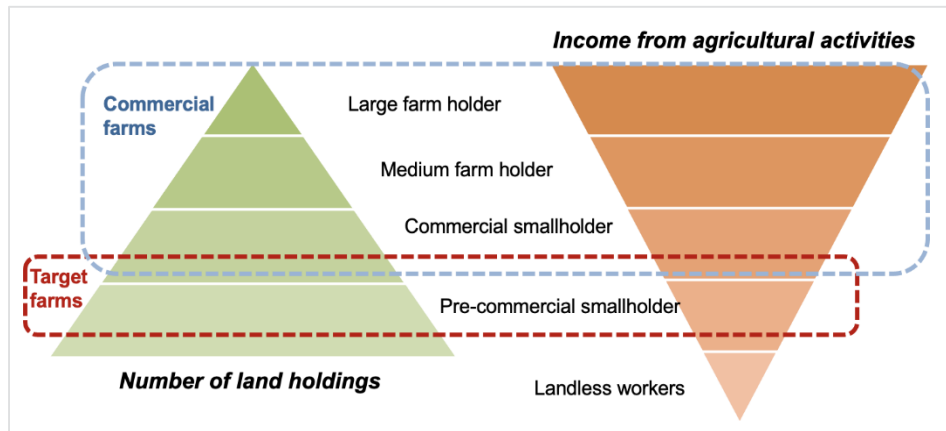 Income from agricultural activities
Commercial
farms
Large farm holder
Medium farm holder
Commercial smallholder
Target
farms
Pre-commercial smallholder
Number of land holdings
Landless workers